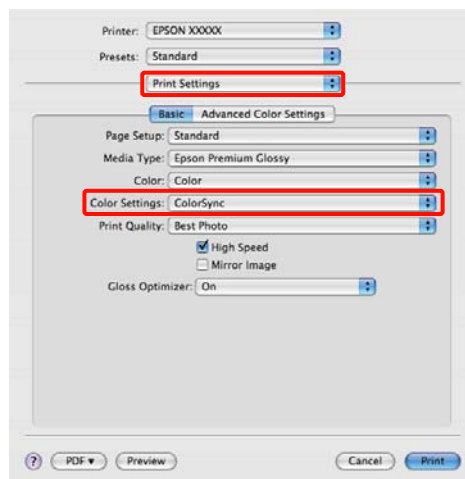 Printer: EPSON XXXXX
Presets: Standard
Print Settings
Basic Advanced Color Settings
Page Setup: Standard
Media Type: Epson Premium Glossy
Color: Color
Color Settings: ColorSync
Print Quality: Best Photo
High Speed
Mirror Image
Gloss Optimizer: On
? PDF ▼ Preview Cancel Print